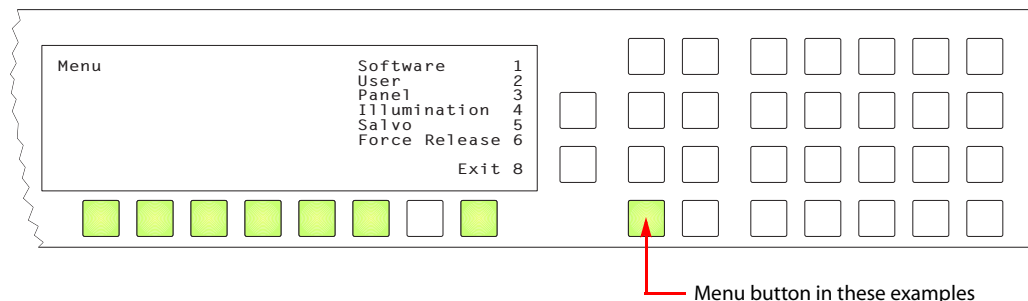 Menu
Software 1
User 2
Panel 3
Illumination 4
Salvo 5
Force Release 6
Exit 8
Menu button in these examples